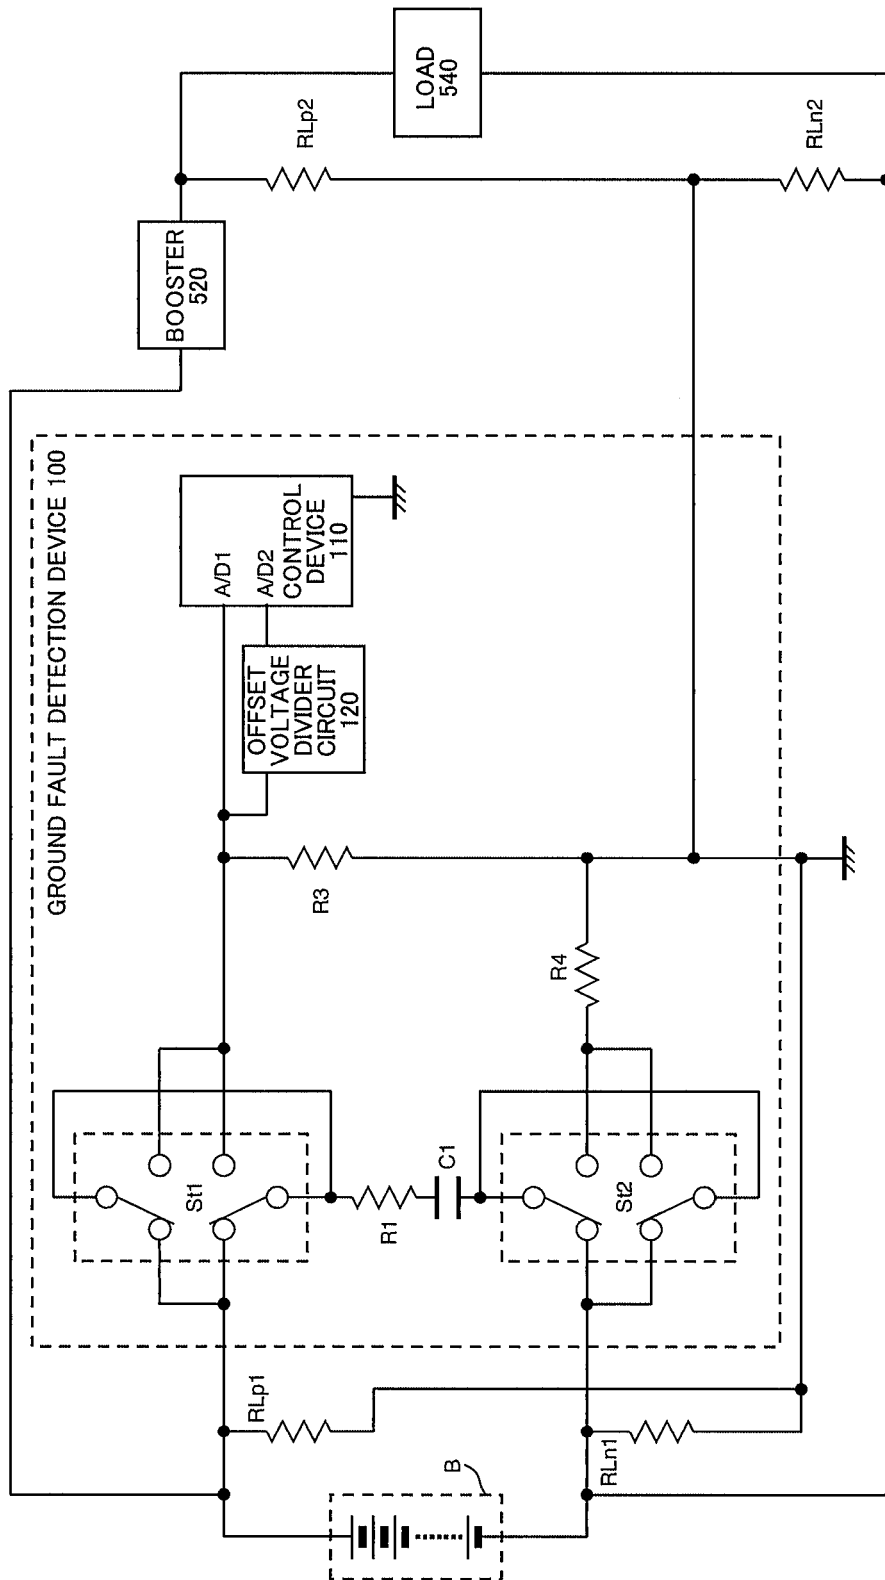 GROUND FAULT DETECTION DEVICE 100
BOOSTER
520
LOAD
540
RLp2
RLn2
A/D1
A/D2
CONTROL
DEVICE
110
OFFSET
VOLTAGE
DIVIDER
CIRCUIT
120
R3
R4
St1
R1
C1
St2
RLp1
RLn1
B